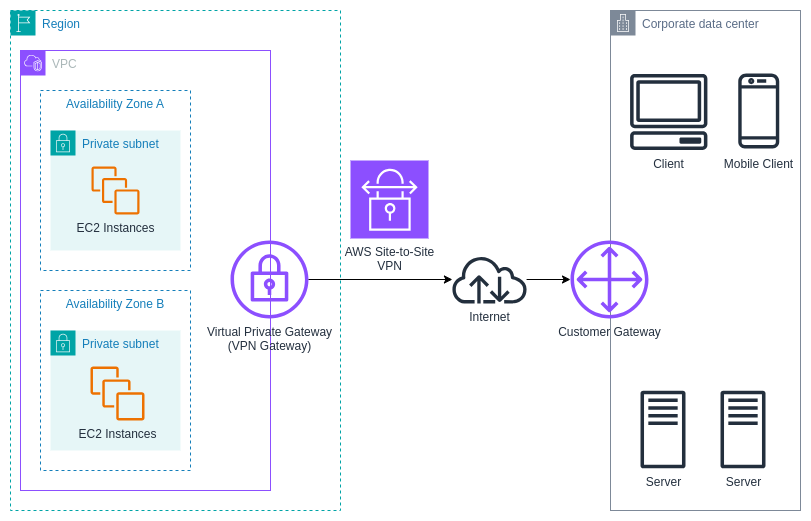 Region
VPC
Availability Zone A
Private subnet
EC2 Instances
Availability Zone B
Private subnet
EC2 Instances
Virtual Private Gateway
(VPN Gateway)
AWS Site-to-Site
VPN
Internet
Customer Gateway
Corporate data center
Client
Mobile Client
Server
Server